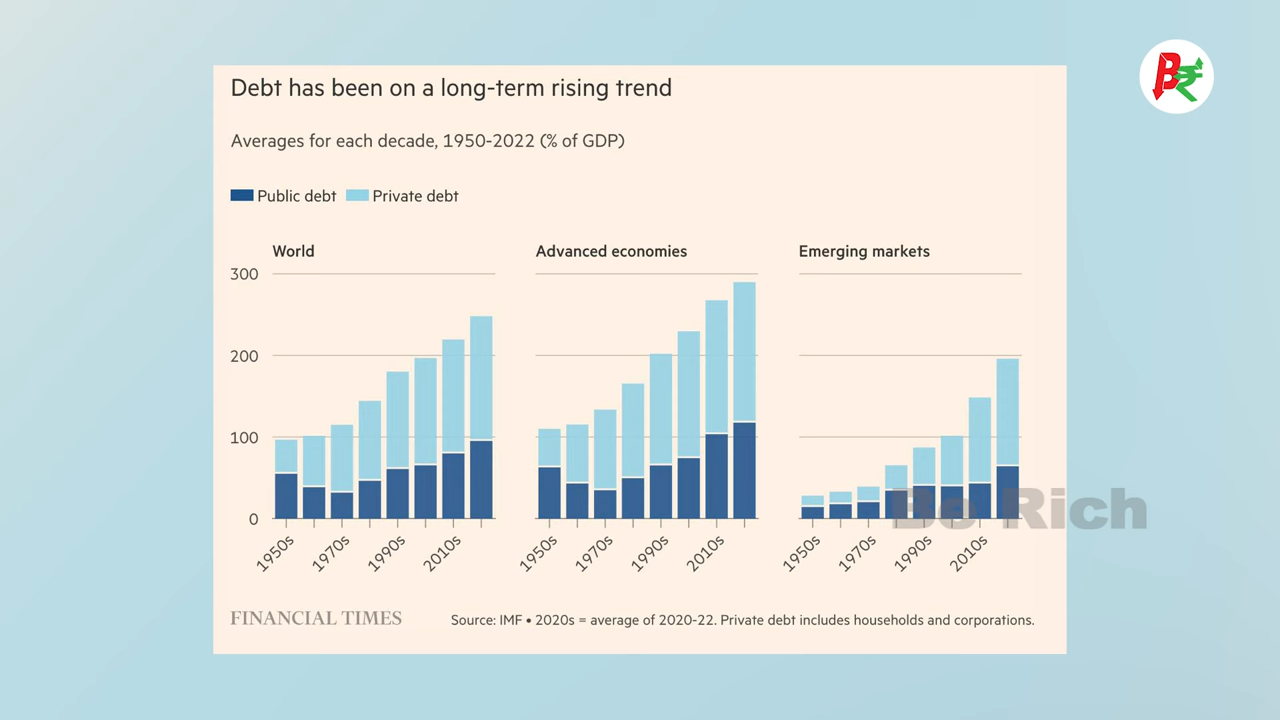 Debt has been on a long-term rising trend
Averages for each decade, 1950-2022 (% of GDP)
Public debt Private debt
World Advanced economies Emerging markets
300
200
100
0
1950s 1970s 1990s 2010s 1950s 1970s 1990s 2010s 1950s 1970s 1990s 2010s
Be Rich
FINANCIAL TIMES
Source: IMF • 2020s = average of 2020-22. Private debt includes households and corporations.
B₹